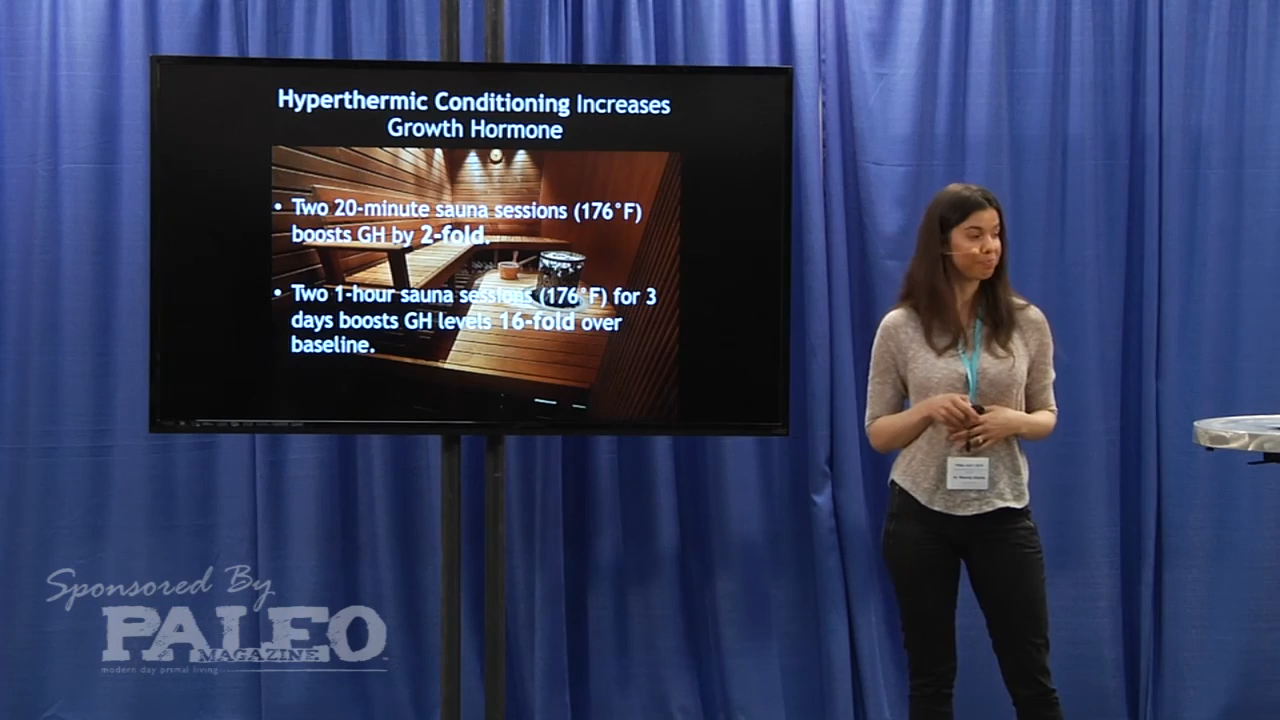 Hyperthermic Conditioning Increases
Growth Hormone
• Two 20-minute sauna sessions (176°F)
boosts GH by 2-fold.
• Two 1-hour sauna sessions (176°F) for 3
days boosts GH levels 16-fold over
baseline.
Sponsored By
PALEO
MAGAZINE
modern day primal living